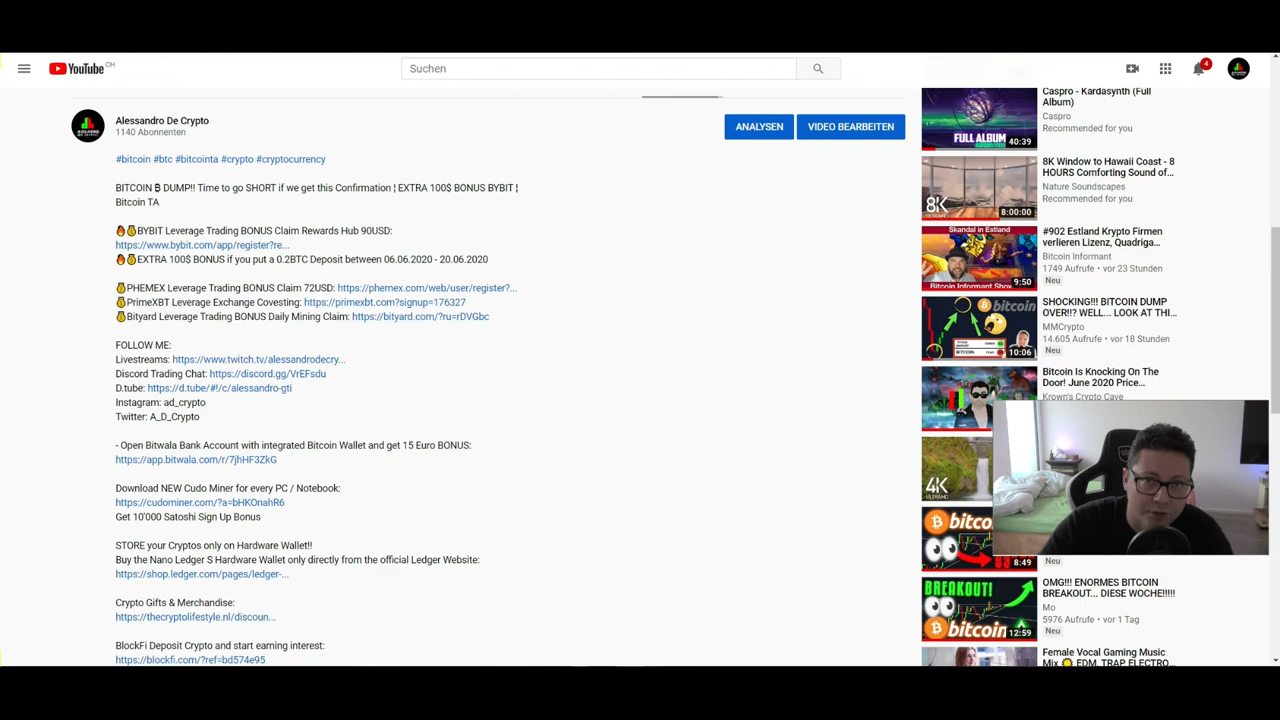 YouTube CH
Suchen
4
Alessandro De Crypto
1140 Abonnenten
ANALYSEN
VIDEO BEARBEITEN
#bitcoin #btc #bitcointa #crypto #cryptocurrency
BITCOIN ₿ DUMP!! Time to go SHORT if we get this Confirmation ¦ EXTRA 100$ BONUS BYBIT ¦
Bitcoin TA
🔥💰BYBIT Leverage Trading BONUS Claim Rewards Hub 90USD:
https://www.bybit.com/app/register?re...
🔥💰EXTRA 100$ BONUS if you put a 0.2BTC Deposit between 06.06.2020 - 20.06.2020
💰PHEMEX Leverage Trading BONUS Claim 72USD: https://phemex.com/web/user/register?...
💰PrimeXBT Leverage Exchange Covesting: https://primexbt.com?signup=176327
💰Bityard Leverage Trading BONUS Daily Mining Claim: https://bityard.com/?ru=rDVGbc
FOLLOW ME:
Livestreams: https://www.twitch.tv/alessandrodecry...
Discord Trading Chat: https://discord.gg/VrEFsdu
D.tube: https://d.tube/#!/c/alessandro-gti
Instagram: ad_crypto
Twitter: A_D_Crypto
- Open Bitwala Bank Account with integrated Bitcoin Wallet and get 15 Euro BONUS:
https://app.bitwala.com/r/7jhHF3ZkG
Download NEW Cudo Miner for every PC / Notebook:
https://cudominer.com/?a=bHKOnahR6
Get 10'000 Satoshi Sign Up Bonus
STORE your Cryptos only on Hardware Wallet!!
Buy the Nano Ledger S Hardware Wallet only directly from the official Ledger Website:
https://shop.ledger.com/pages/ledger-...
Crypto Gifts & Merchandise:
https://thecryptolifestyle.nl/discoun...
BlockFi Deposit Crypto and start earning interest:
https://blockfi.com/?ref=bd574e95
Caspro - Kardasynth (Full
Album)
Caspro
Recommended for you
FULL ALBUM
40:39
8K Window to Hawaii Coast - 8
HOURS Comforting Sound of...
Nature Soundscapes
Recommended for you
8K
8:00:00
Skandal in Estland
#902 Estland Krypto Firmen
verlieren Lizenz, Quadriga...
Bitcoin Informant
1749 Aufrufe • vor 23 Stunden
Neu
Bitcoin Informant Show
9:50
SHOCKING!!! BITCOIN DUMP
OVER!!? WELL... LOOK AT THI...
MMCrypto
14.605 Aufrufe • vor 18 Stunden
Neu
bitcoin
10:06
Bitcoin Is Knocking On The
Door! June 2020 Price...
Krown's Crypto Cave
4K
ULTRAHD
bitco
8:49
Neu
OMG!!! ENORMES BITCOIN
BREAKOUT... DIESE WOCHE!!!!!
Mo
5976 Aufrufe • vor 1 Tag
Neu
BREAKOUT!
bitcoin
12:59
Female Vocal Gaming Music
Mix 🌟 EDM, TRAP, ELECTRO...